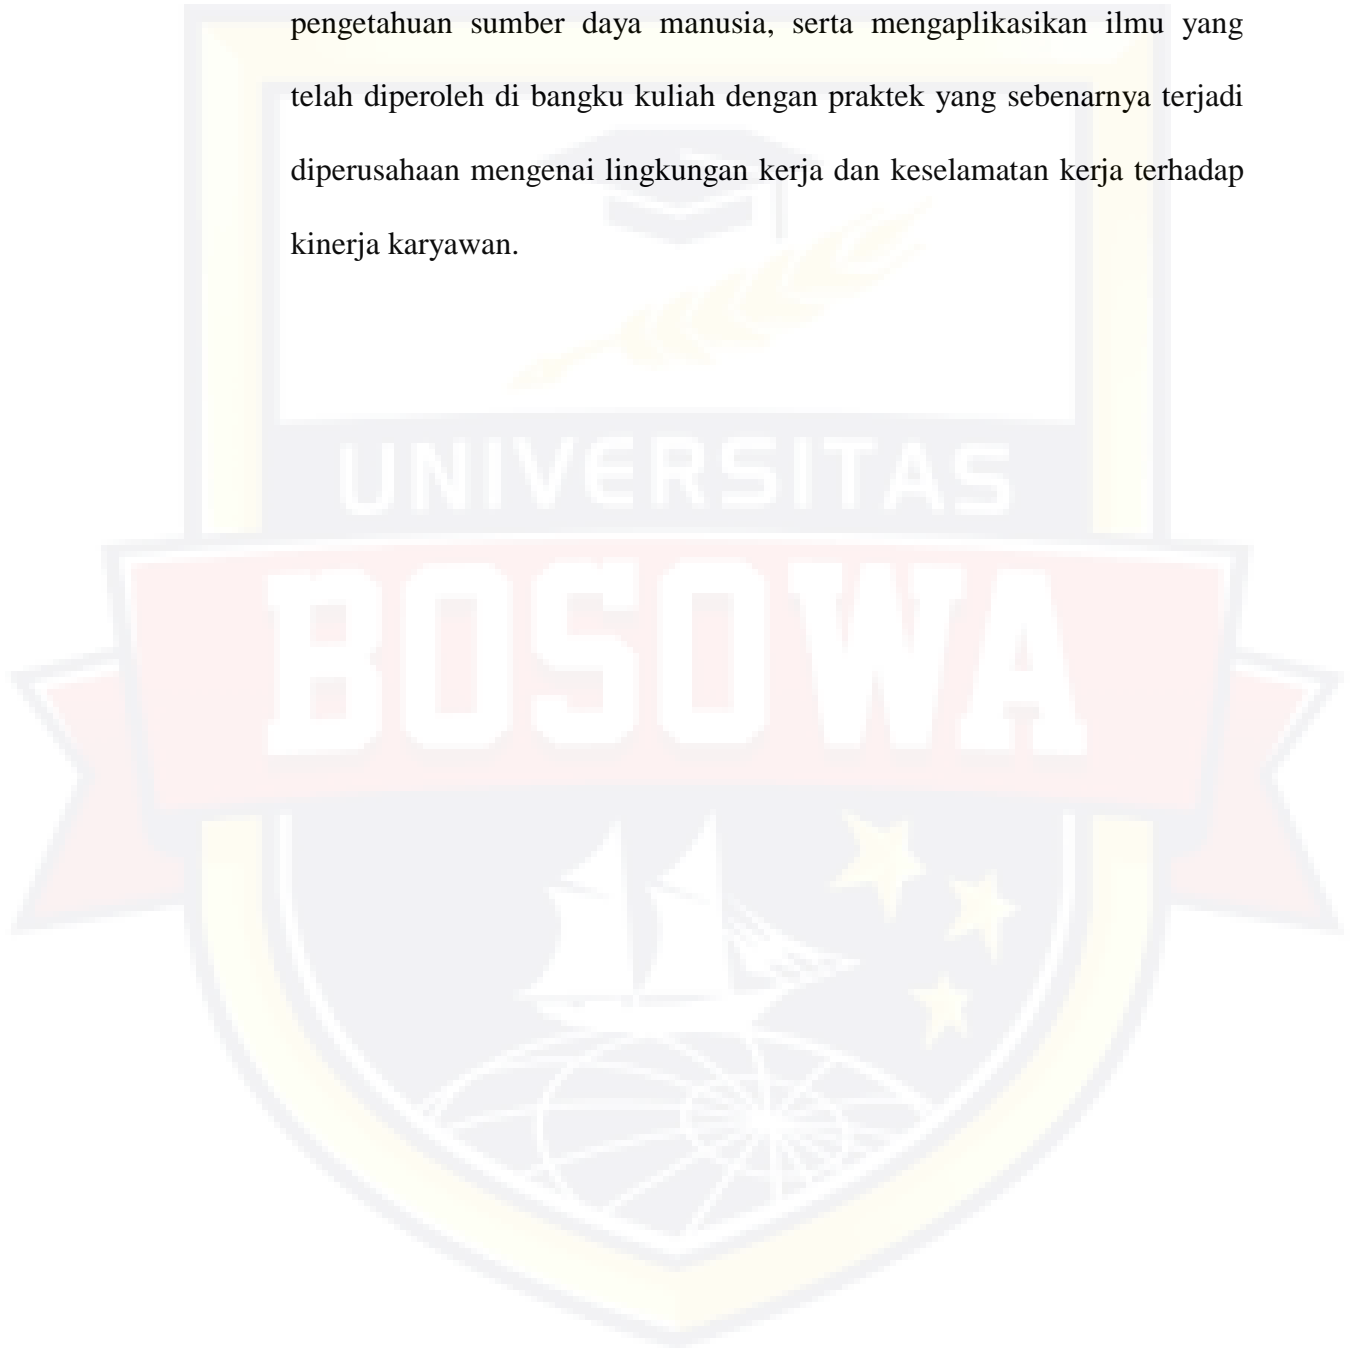 pengetahuan sumber daya manusia, serta mengaplikasikan ilmu yang
telah diperoleh di bangku kuliah dengan praktek yang sebenarnya terjadi
diperusahaan mengenai lingkungan kerja dan keselamatan kerja terhadap
kinerja karyawan.
UNIVERSITAS
BOSOWA